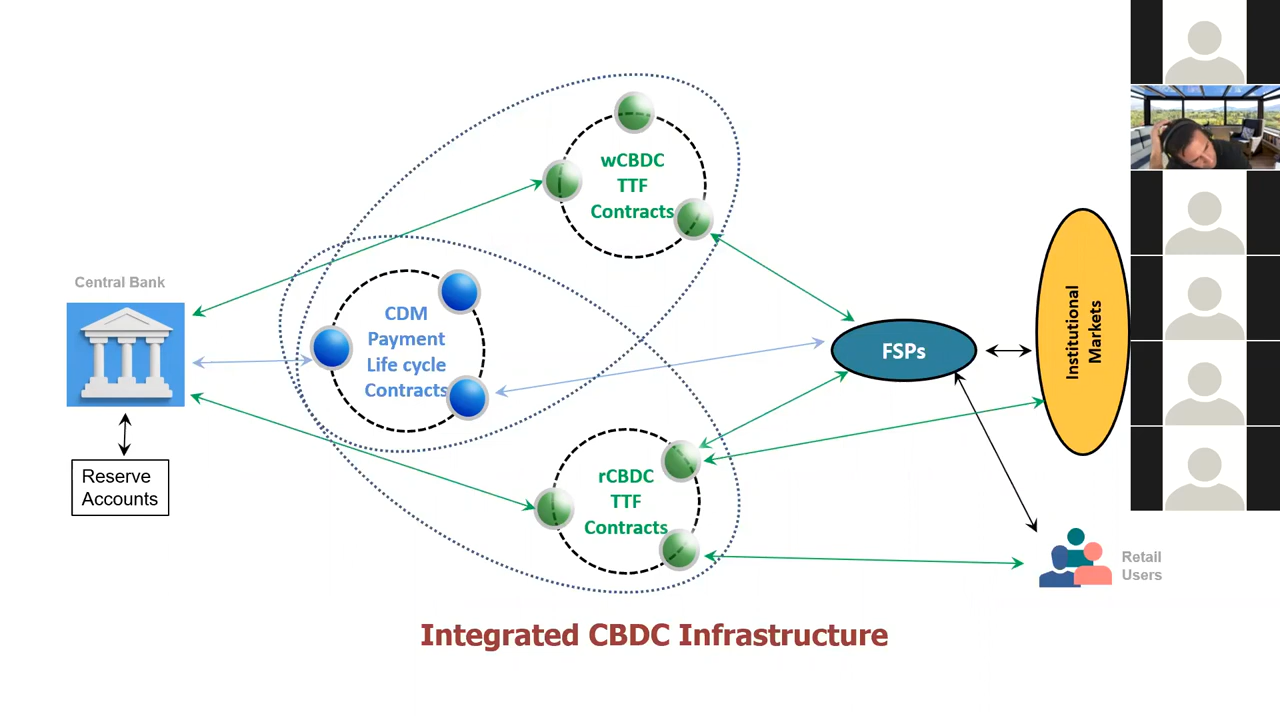 wCBDC
TTF
Contracts
Central Bank
CDM
Payment
Life cycle
Contracts
FSPs
Institutional
Markets
Reserve
Accounts
rCBDC
TTF
Contracts
Retail
Users
Integrated CBDC Infrastructure